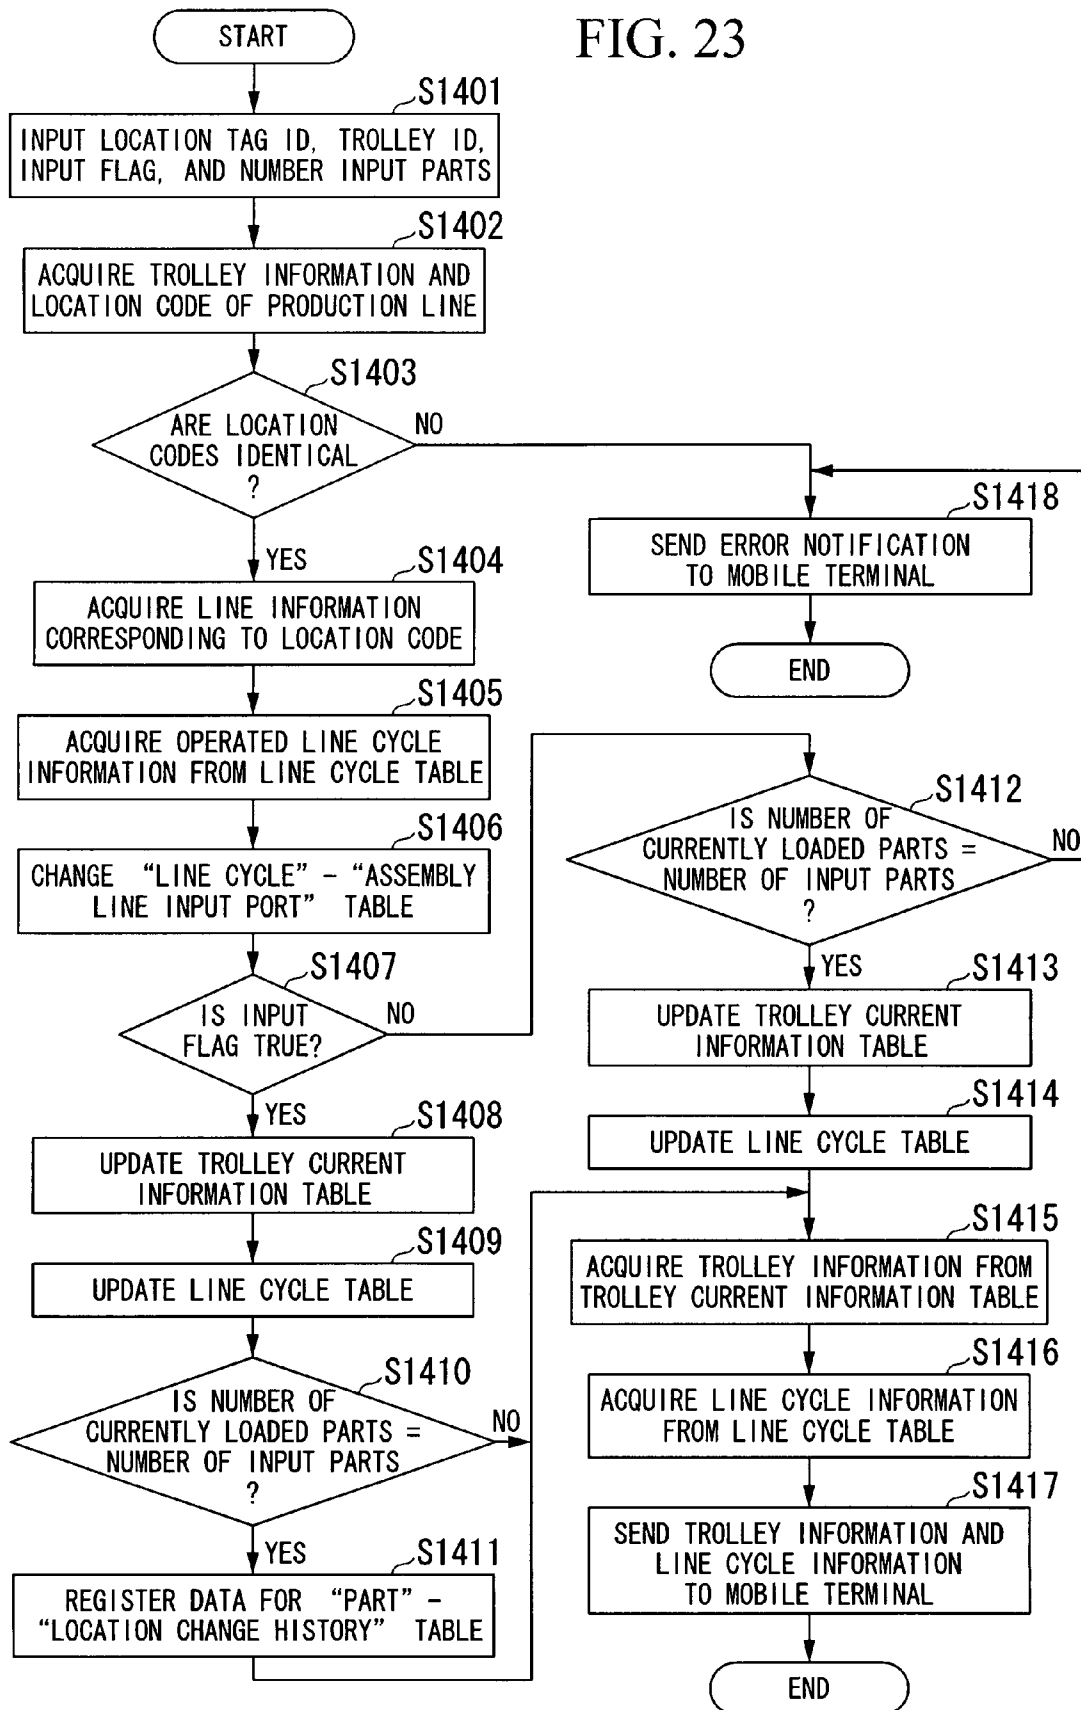 FIG. 23
START
S1401
INPUT LOCATION TAG ID, TROLLEY ID,
INPUT FLAG, AND NUMBER INPUT PARTS
S1402
ACQUIRE TROLLEY INFORMATION AND
LOCATION CODE OF PRODUCTION LINE
S1403
ARE LOCATION
CODES IDENTICAL
?
NO
YES
S1404
ACQUIRE LINE INFORMATION
CORRESPONDING TO LOCATION CODE
S1405
ACQUIRE OPERATED LINE CYCLE
INFORMATION FROM LINE CYCLE TABLE
S1406
CHANGE “LINE CYCLE” – “ASSEMBLY
LINE INPUT PORT” TABLE
S1407
IS INPUT
FLAG TRUE?
NO
YES
S1408
UPDATE TROLLEY CURRENT
INFORMATION TABLE
S1409
UPDATE LINE CYCLE TABLE
S1410
IS NUMBER OF
CURRENTLY LOADED PARTS =
NUMBER OF INPUT PARTS
?
NO
YES
S1411
REGISTER DATA FOR “PART” –
“LOCATION CHANGE HISTORY” TABLE
S1418
SEND ERROR NOTIFICATION
TO MOBILE TERMINAL
END
S1412
IS NUMBER OF
CURRENTLY LOADED PARTS =
NUMBER OF INPUT PARTS
?
NO
YES
S1413
UPDATE TROLLEY CURRENT
INFORMATION TABLE
S1414
UPDATE LINE CYCLE TABLE
S1415
ACQUIRE TROLLEY INFORMATION FROM
TROLLEY CURRENT INFORMATION TABLE
S1416
ACQUIRE LINE CYCLE INFORMATION
FROM LINE CYCLE TABLE
S1417
SEND TROLLEY INFORMATION AND
LINE CYCLE INFORMATION
TO MOBILE TERMINAL
END